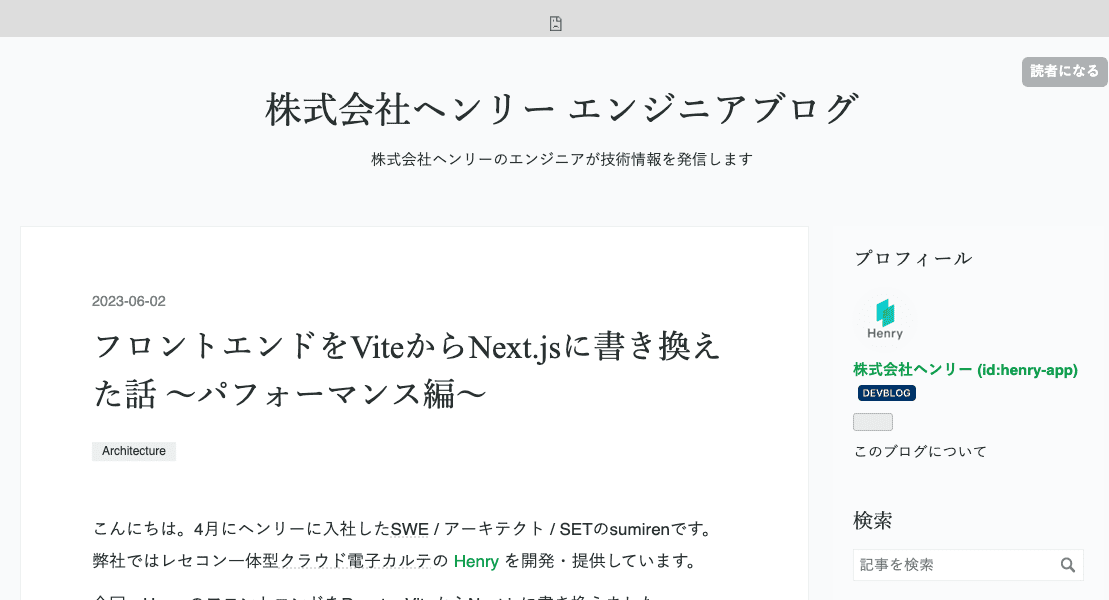 読者になる
株式会社ヘンリー エンジニアブログ
株式会社ヘンリーのエンジニアが技術情報を発信します
2023-06-02
フロントエンドをViteからNext.jsに書き換え
た話 〜パフォーマンス編〜
Architecture
こんにちは。4月にヘンリーに入社したSWE / アーキテクト / SETのsumirenです。
弊社ではレセコン一体型クラウド電子カルテの Henry を開発・提供しています。
プロフィール
Henry
株式会社ヘンリー (id:henry-app)
DEVBLOG
このブログについて
検索
記事を検索